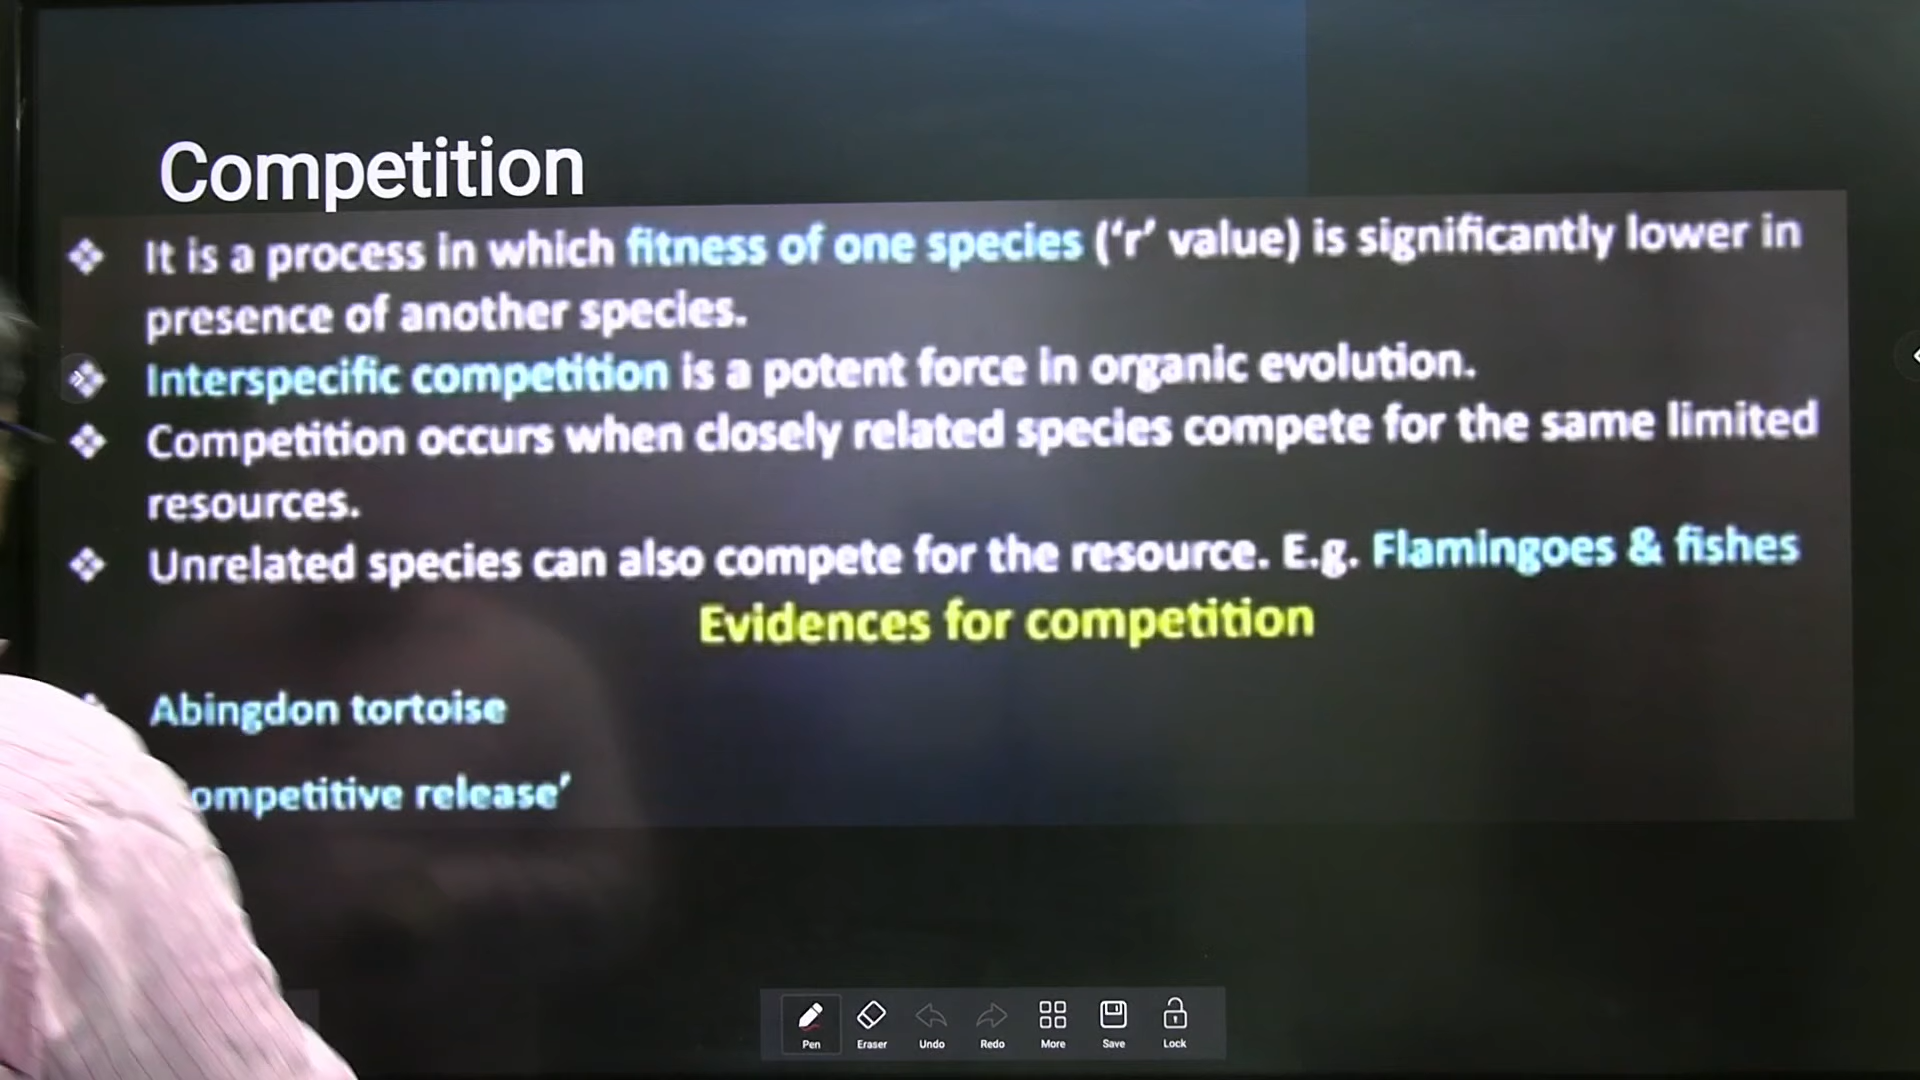 Competition
It is a process in which fitness of one species (‘r’ value) is significantly lower in
presence of another species.
Interspecific competition is a potent force in organic evolution.
Competition occurs when closely related species compete for the same limited
resources.
Unrelated species can also compete for the resource. E.g. Flamingoes & fishes
Evidences for competition
Abingdon tortoise
ompetitive release’
Pen Eraser Undo Redo More Save Lock